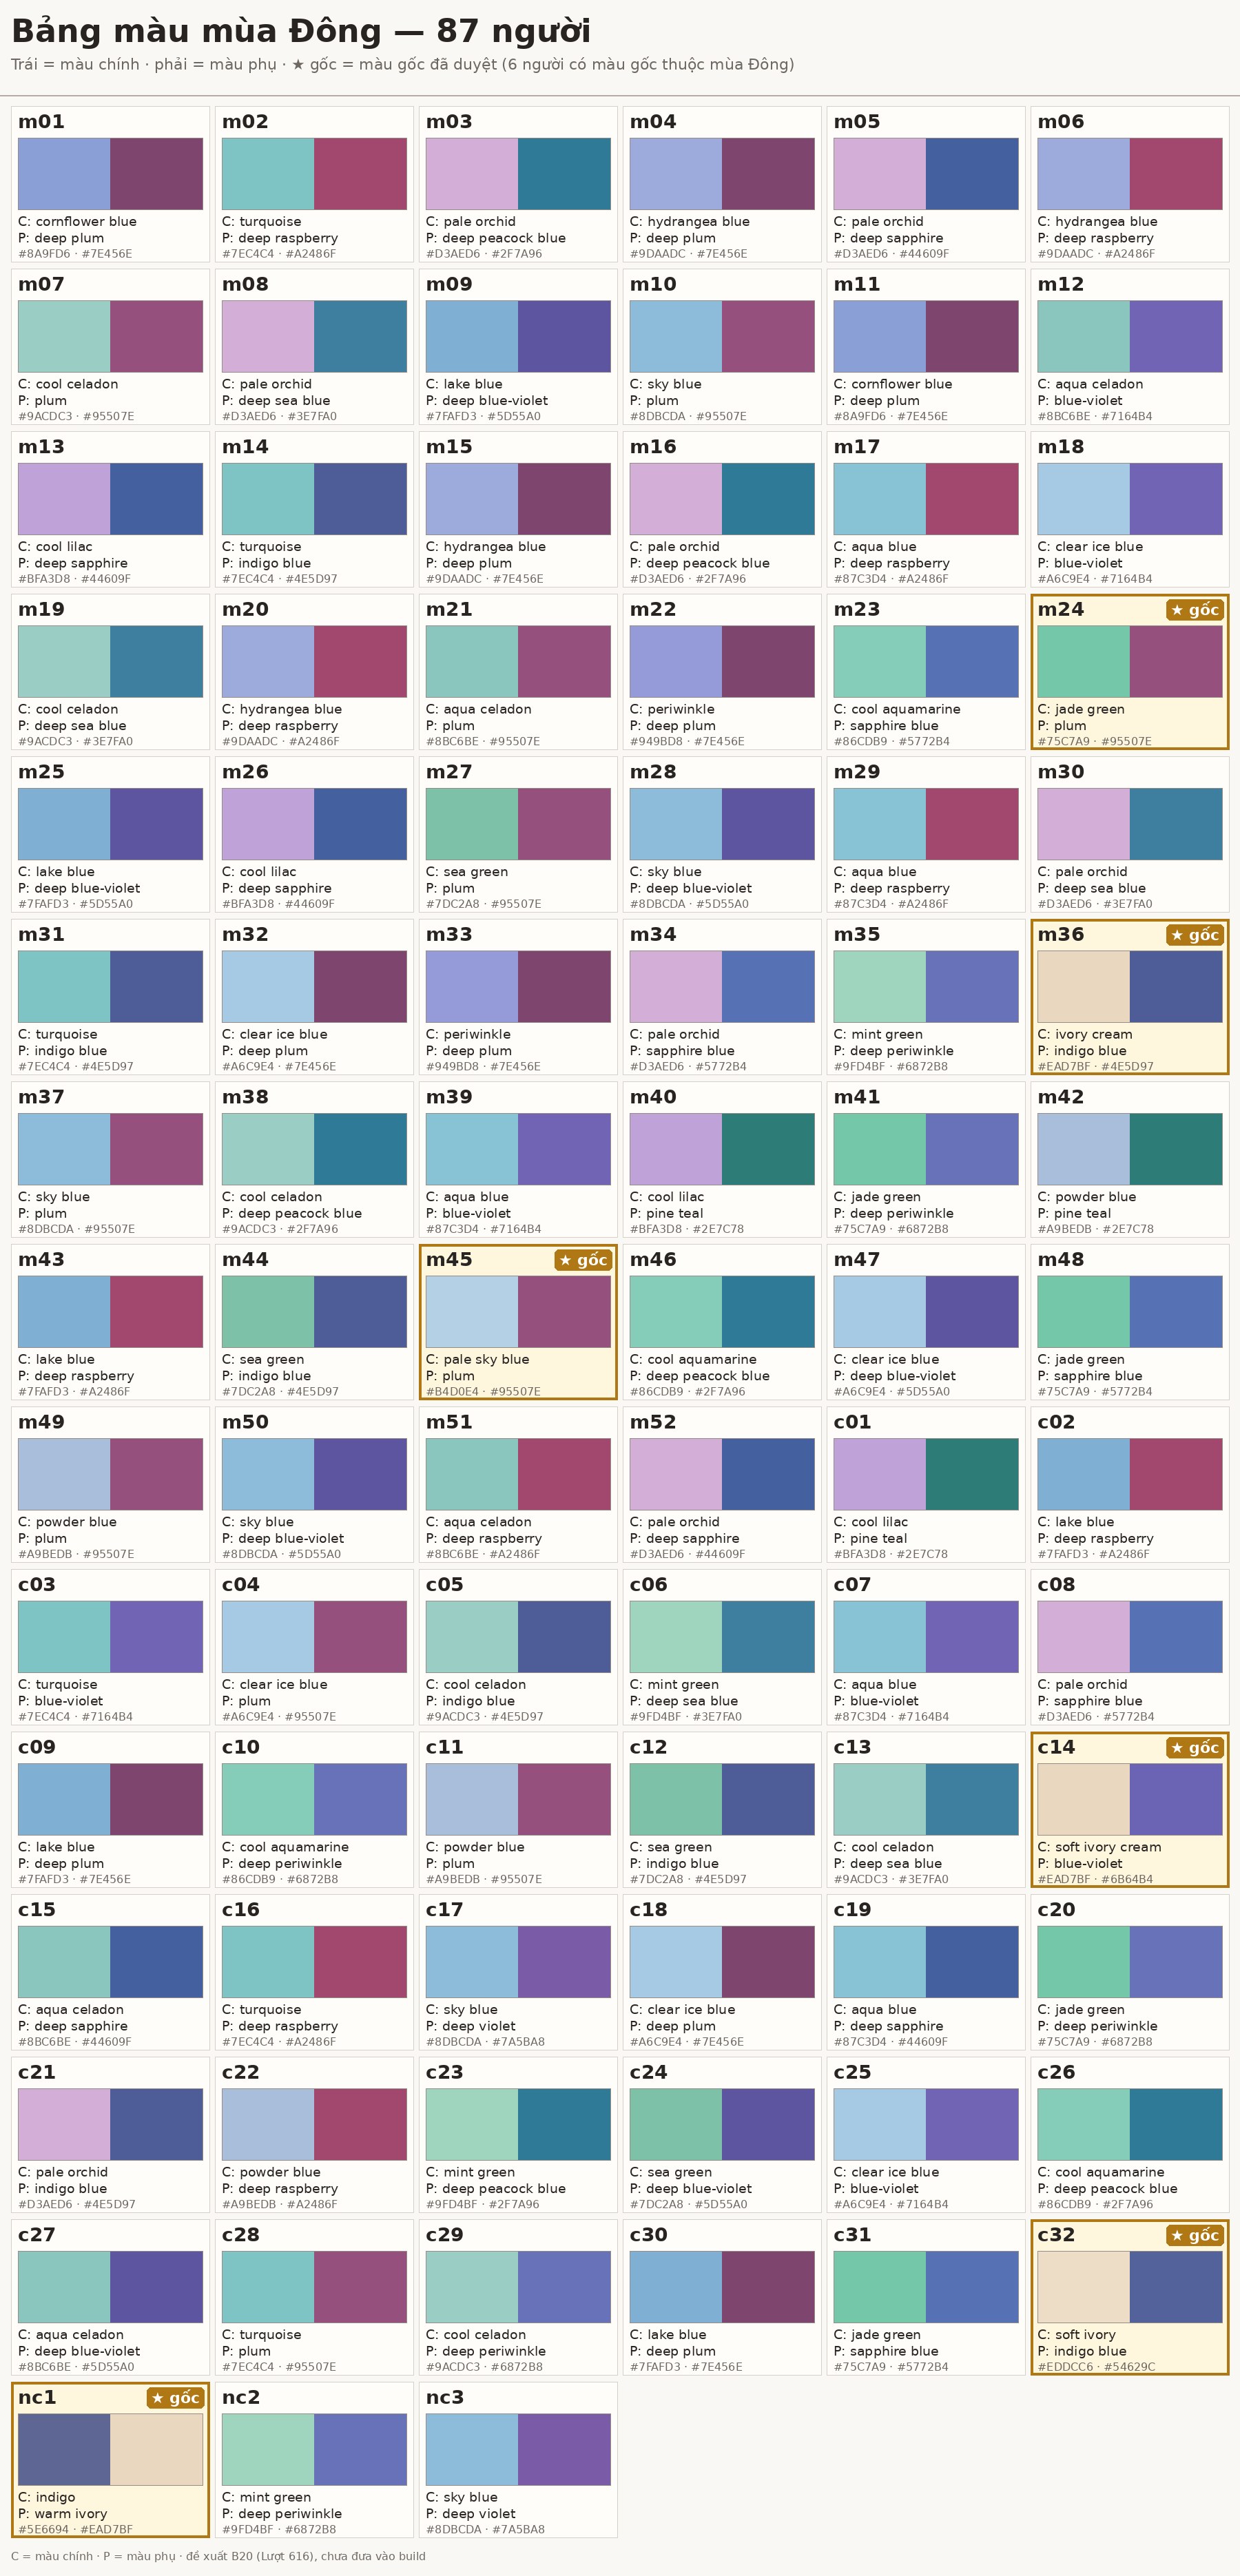 Bảng màu mùa Đông — 87 người
Trái = màu chính · phải = màu phụ · ★ gốc = màu gốc đã duyệt (6 người có màu gốc thuộc mùa Đông)
m01
C: cornflower blue
P: deep plum
#8A9FD6 · #7E456E
m02
C: turquoise
P: deep raspberry
#7EC4C4 · #A2486F
m03
C: pale orchid
P: deep peacock blue
#D3AED6 · #2F7A96
m04
C: hydrangea blue
P: deep plum
#9DAADC · #7E456E
m05
C: pale orchid
P: deep sapphire
#D3AED6 · #44609F
m06
C: hydrangea blue
P: deep raspberry
#9DAADC · #A2486F
m07
C: cool celadon
P: plum
#9ACDC3 · #95507E
m08
C: pale orchid
P: deep sea blue
#D3AED6 · #3E7FA0
m09
C: lake blue
P: deep blue-violet
#7FAFD3 · #5D55A0
m10
C: sky blue
P: plum
#8DBCDA · #95507E
m11
C: cornflower blue
P: deep plum
#8A9FD6 · #7E456E
m12
C: aqua celadon
P: blue-violet
#8BC6BE · #7164B4
m13
C: cool lilac
P: deep sapphire
#BFA3D8 · #44609F
m14
C: turquoise
P: indigo blue
#7EC4C4 · #4E5D97
m15
C: hydrangea blue
P: deep plum
#9DAADC · #7E456E
m16
C: pale orchid
P: deep peacock blue
#D3AED6 · #2F7A96
m17
C: aqua blue
P: deep raspberry
#87C3D4 · #A2486F
m18
C: clear ice blue
P: blue-violet
#A6C9E4 · #7164B4
m19
C: cool celadon
P: deep sea blue
#9ACDC3 · #3E7FA0
m20
C: hydrangea blue
P: deep raspberry
#9DAADC · #A2486F
m21
C: aqua celadon
P: plum
#8BC6BE · #95507E
m22
C: periwinkle
P: deep plum
#949BD8 · #7E456E
m23
C: cool aquamarine
P: sapphire blue
#86CDB9 · #5772B4
m24
★ gốc
C: jade green
P: plum
#75C7A9 · #95507E
m25
C: lake blue
P: deep blue-violet
#7FAFD3 · #5D55A0
m26
C: cool lilac
P: deep sapphire
#BFA3D8 · #44609F
m27
C: sea green
P: plum
#7DC2A8 · #95507E
m28
C: sky blue
P: deep blue-violet
#8DBCDA · #5D55A0
m29
C: aqua blue
P: deep raspberry
#87C3D4 · #A2486F
m30
C: pale orchid
P: deep sea blue
#D3AED6 · #3E7FA0
m31
C: turquoise
P: indigo blue
#7EC4C4 · #4E5D97
m32
C: clear ice blue
P: deep plum
#A6C9E4 · #7E456E
m33
C: periwinkle
P: deep plum
#949BD8 · #7E456E
m34
C: pale orchid
P: sapphire blue
#D3AED6 · #5772B4
m35
C: mint green
P: deep periwinkle
#9FD4BF · #6872B8
m36
★ gốc
C: ivory cream
P: indigo blue
#EAD7BF · #4E5D97
m37
C: sky blue
P: plum
#8DBCDA · #95507E
m38
C: cool celadon
P: deep peacock blue
#9ACDC3 · #2F7A96
m39
C: aqua blue
P: blue-violet
#87C3D4 · #7164B4
m40
C: cool lilac
P: pine teal
#BFA3D8 · #2E7C78
m41
C: jade green
P: deep periwinkle
#75C7A9 · #6872B8
m42
C: powder blue
P: pine teal
#A9BEDB · #2E7C78
m43
C: lake blue
P: deep raspberry
#7FAFD3 · #A2486F
m44
C: sea green
P: indigo blue
#7DC2A8 · #4E5D97
m45
★ gốc
C: pale sky blue
P: plum
#B4D0E4 · #95507E
m46
C: cool aquamarine
P: deep peacock blue
#86CDB9 · #2F7A96
m47
C: clear ice blue
P: deep blue-violet
#A6C9E4 · #5D55A0
m48
C: jade green
P: sapphire blue
#75C7A9 · #5772B4
m49
C: powder blue
P: plum
#A9BEDB · #95507E
m50
C: sky blue
P: deep blue-violet
#8DBCDA · #5D55A0
m51
C: aqua celadon
P: deep raspberry
#8BC6BE · #A2486F
m52
C: pale orchid
P: deep sapphire
#D3AED6 · #44609F
c01
C: cool lilac
P: pine teal
#BFA3D8 · #2E7C78
c02
C: lake blue
P: deep raspberry
#7FAFD3 · #A2486F
c03
C: turquoise
P: blue-violet
#7EC4C4 · #7164B4
c04
C: clear ice blue
P: plum
#A6C9E4 · #95507E
c05
C: cool celadon
P: indigo blue
#9ACDC3 · #4E5D97
c06
C: mint green
P: deep sea blue
#9FD4BF · #3E7FA0
c07
C: aqua blue
P: blue-violet
#87C3D4 · #7164B4
c08
C: pale orchid
P: sapphire blue
#D3AED6 · #5772B4
c09
C: lake blue
P: deep plum
#7FAFD3 · #7E456E
c10
C: cool aquamarine
P: deep periwinkle
#86CDB9 · #6872B8
c11
C: powder blue
P: plum
#A9BEDB · #95507E
c12
C: sea green
P: indigo blue
#7DC2A8 · #4E5D97
c13
C: cool celadon
P: deep sea blue
#9ACDC3 · #3E7FA0
c14
★ gốc
C: soft ivory cream
P: blue-violet
#EAD7BF · #6B64B4
c15
C: aqua celadon
P: deep sapphire
#8BC6BE · #44609F
c16
C: turquoise
P: deep raspberry
#7EC4C4 · #A2486F
c17
C: sky blue
P: deep violet
#8DBCDA · #7A5BA8
c18
C: clear ice blue
P: deep plum
#A6C9E4 · #7E456E
c19
C: aqua blue
P: deep sapphire
#87C3D4 · #44609F
c20
C: jade green
P: deep periwinkle
#75C7A9 · #6872B8
c21
C: pale orchid
P: indigo blue
#D3AED6 · #4E5D97
c22
C: powder blue
P: deep raspberry
#A9BEDB · #A2486F
c23
C: mint green
P: deep peacock blue
#9FD4BF · #2F7A96
c24
C: sea green
P: deep blue-violet
#7DC2A8 · #5D55A0
c25
C: clear ice blue
P: blue-violet
#A6C9E4 · #7164B4
c26
C: cool aquamarine
P: deep peacock blue
#86CDB9 · #2F7A96
c27
C: aqua celadon
P: deep blue-violet
#8BC6BE · #5D55A0
c28
C: turquoise
P: plum
#7EC4C4 · #95507E
c29
C: cool celadon
P: deep periwinkle
#9ACDC3 · #6872B8
c30
C: lake blue
P: deep plum
#7FAFD3 · #7E456E
c31
C: jade green
P: sapphire blue
#75C7A9 · #5772B4
c32
★ gốc
C: soft ivory
P: indigo blue
#EDDCC6 · #54629C
nc1
★ gốc
C: indigo
P: warm ivory
#5E6694 · #EAD7BF
nc2
C: mint green
P: deep periwinkle
#9FD4BF · #6872B8
nc3
C: sky blue
P: deep violet
#8DBCDA · #7A5BA8
C = màu chính · P = màu phụ · đề xuất B20 (Lượt 616), chưa đưa vào build